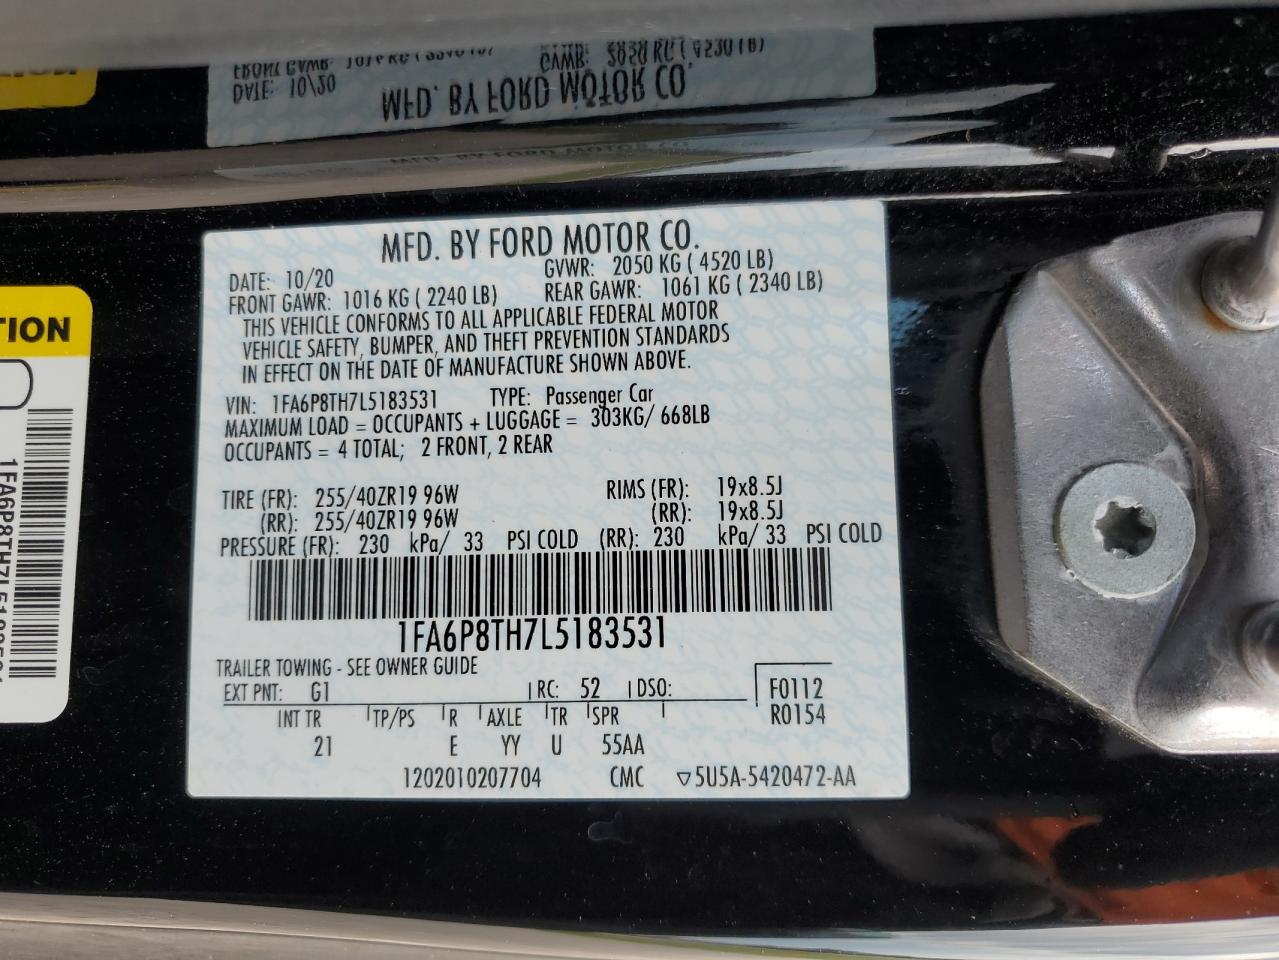 MFD. BY FORD MOTOR CO.
DATE: 10/20
GVWR: 2050 KG ( 4520 LB)
FRONT GAWR: 1016 KG ( 2240 LB)
REAR GAWR: 1061 KG ( 2340 LB)
THIS VEHICLE CONFORMS TO ALL APPLICABLE FEDERAL MOTOR
VEHICLE SAFETY, BUMPER, AND THEFT PREVENTION STANDARDS
IN EFFECT ON THE DATE OF MANUFACTURE SHOWN ABOVE.
VIN: 1FA6P8TH7L5183531 TYPE: Passenger Car
MAXIMUM LOAD = OCCUPANTS + LUGGAGE = 303KG/ 668LB
OCCUPANTS = 4 TOTAL; 2 FRONT, 2 REAR
TIRE (FR): 255/40ZR19 96W RIMS (FR): 19x8.5J
(RR): 255/40ZR19 96W (RR): 19x8.5J
PRESSURE (FR): 230 kPa/ 33 PSI COLD (RR): 230 kPa/ 33 PSI COLD
1FA6P8TH7L5183531
TRAILER TOWING - SEE OWNER GUIDE
EXT PNT: G1 RC: 52 DSO: F0112
INT TR TP/PS R AXLE TR SPR R0154
21 E YY U 55AA
1202010207704 CMC ▽5U5A-5420472-AA
TION
MFD. BY FORD MOTOR CO.
DATE: 10/20
MFD. BY FORD MOTOR CO.